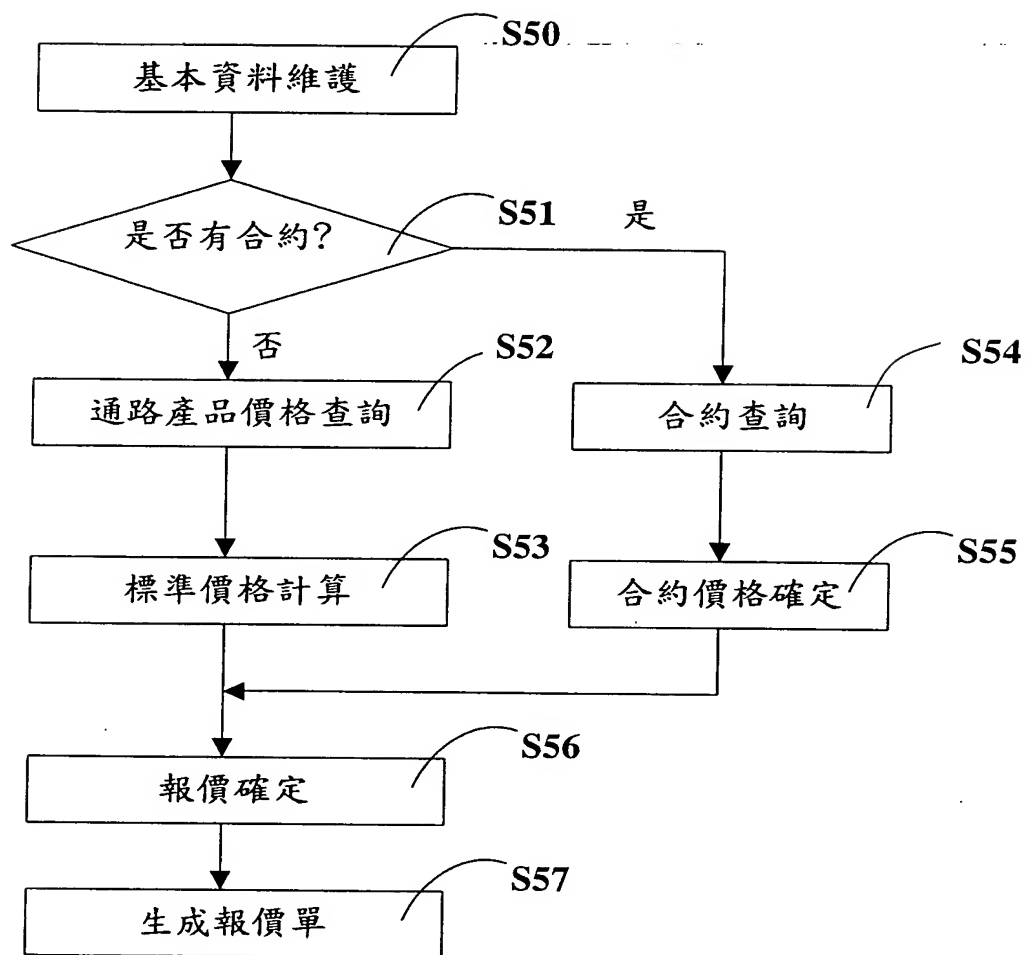 S50
基本資料維護
S51
是
是否有合約?
否
S52
S54
通路產品價格查詢
合約查詢
S53
S55
標準價格計算
合約價格確定
S56
報價確定
S57
生成報價單